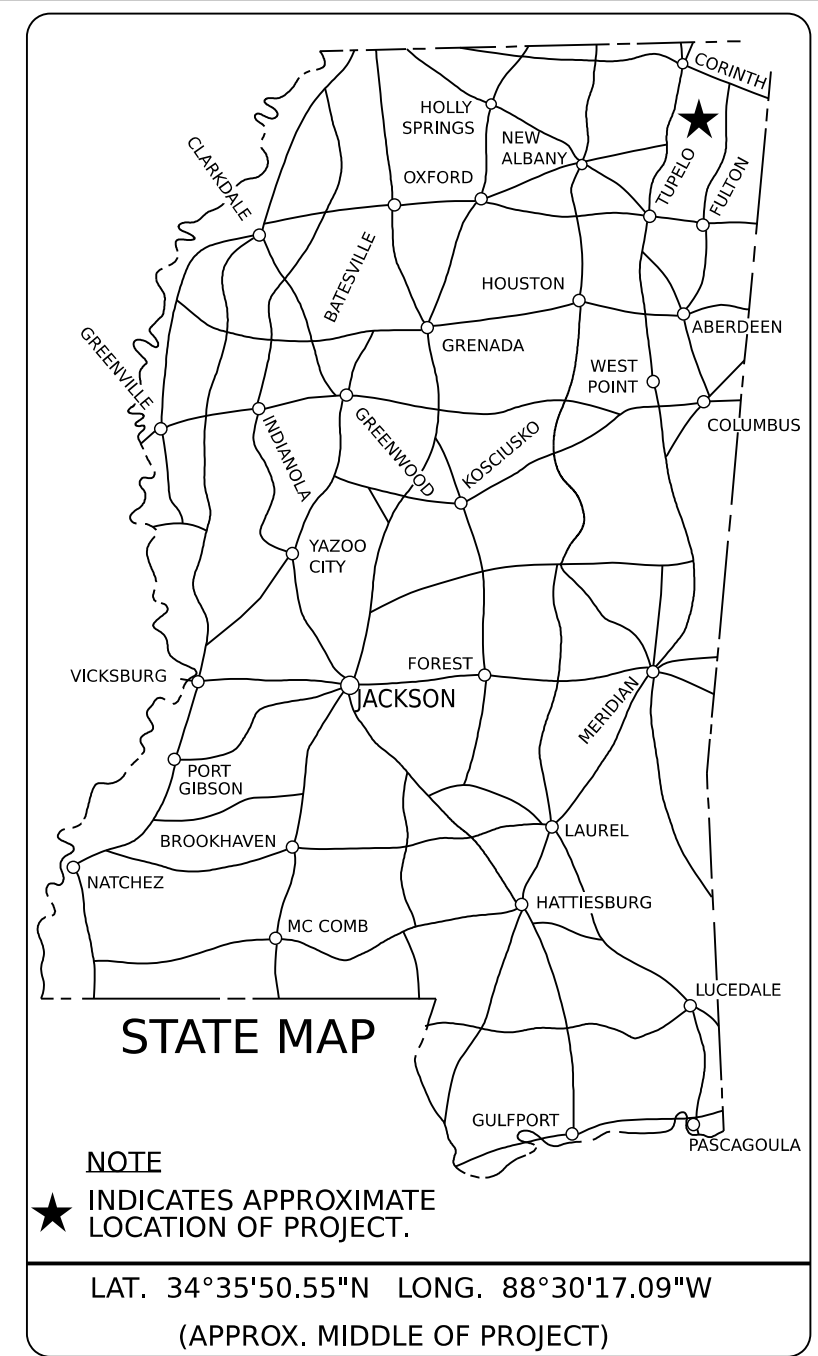 CORINTH
HOLLY
SPRINGS
NEW
ALBANY
CLARKDALE
OXFORD
TUPELO
FULTON
BATESVILLE
HOUSTON
ABERDEEN
GREENVILLE
GRENADA
WEST
POINT
COLUMBUS
INDIANOLA
GREENWOOD
KOSCIUSKO
YAZOO
CITY
VICKSBURG
FOREST
JACKSON
MERIDIAN
PORT
GIBSON
BROOKHAVEN
LAUREL
NATCHEZ
HATTIESBURG
MC COMB
LUCEDALE
STATE MAP
GULFPORT
PASCAGOULA
NOTE
INDICATES APPROXIMATE
LOCATION OF PROJECT.
LAT. 34°35'50.55"N LONG. 88°30'17.09"W
(APPROX. MIDDLE OF PROJECT)